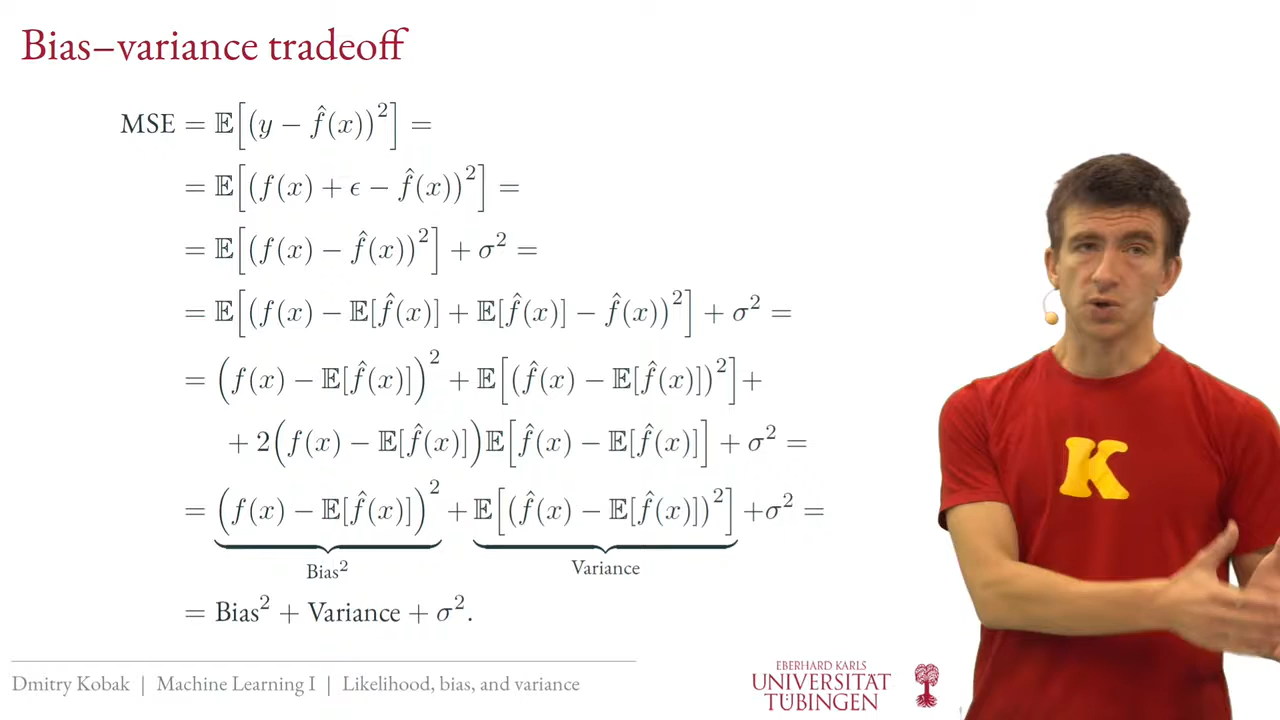 Bias–variance tradeoff
MSE = 𝔼[(y − f̂(x))²] =
= 𝔼[(f(x) + ϵ − f̂(x))²] =
= 𝔼[(f(x) − f̂(x))²] + σ² =
= 𝔼[(f(x) − 𝔼[f̂(x)] + 𝔼[f̂(x)] − f̂(x))²] + σ² =
= (f(x) − 𝔼[f̂(x)])² + 𝔼[(f̂(x) − 𝔼[f̂(x)])²] +
+ 2(f(x) − 𝔼[f̂(x)])𝔼[f̂(x) − 𝔼[f̂(x)]] + σ² =
= (f(x) − 𝔼[f̂(x)])² + 𝔼[(f̂(x) − 𝔼[f̂(x)])²] + σ² =
Bias² Variance
= Bias² + Variance + σ².
K
Dmitry Kobak | Machine Learning I | Likelihood, bias, and variance
EBERHARD KARLS
UNIVERSITÄT
TÜBINGEN